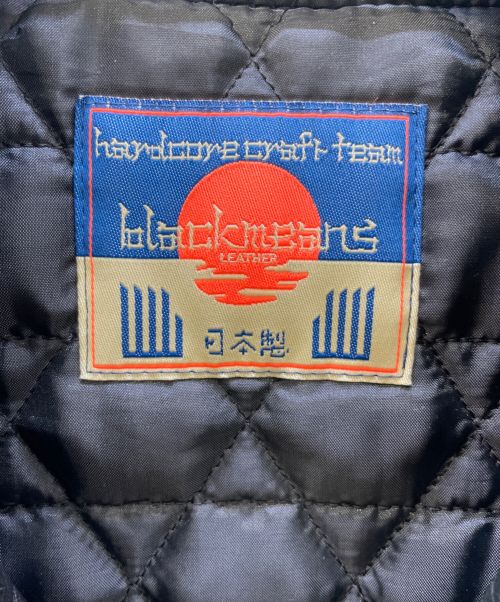 hardcore craft team
blackmeans
LEATHER
日本製